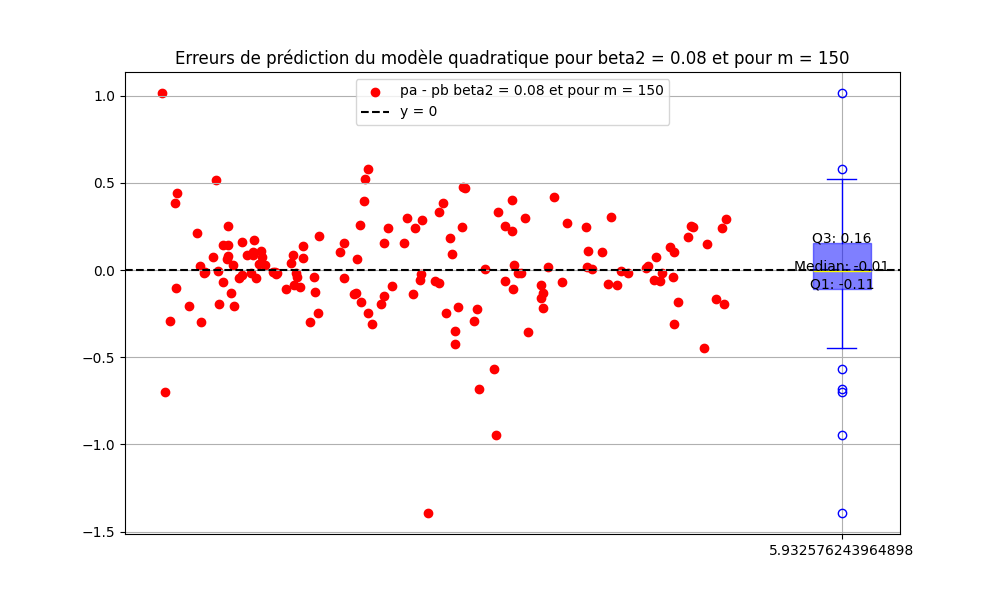 Erreurs de prédiction du modèle quadratique pour beta2 = 0.08 et pour m = 150
pa - pb beta2 = 0.08 et pour m = 150
y = 0
1.0
0.5
0.0
−0.5
−1.0
−1.5
Q3: 0.16
Median: -0.01
Q1: -0.11
5.932576243964898